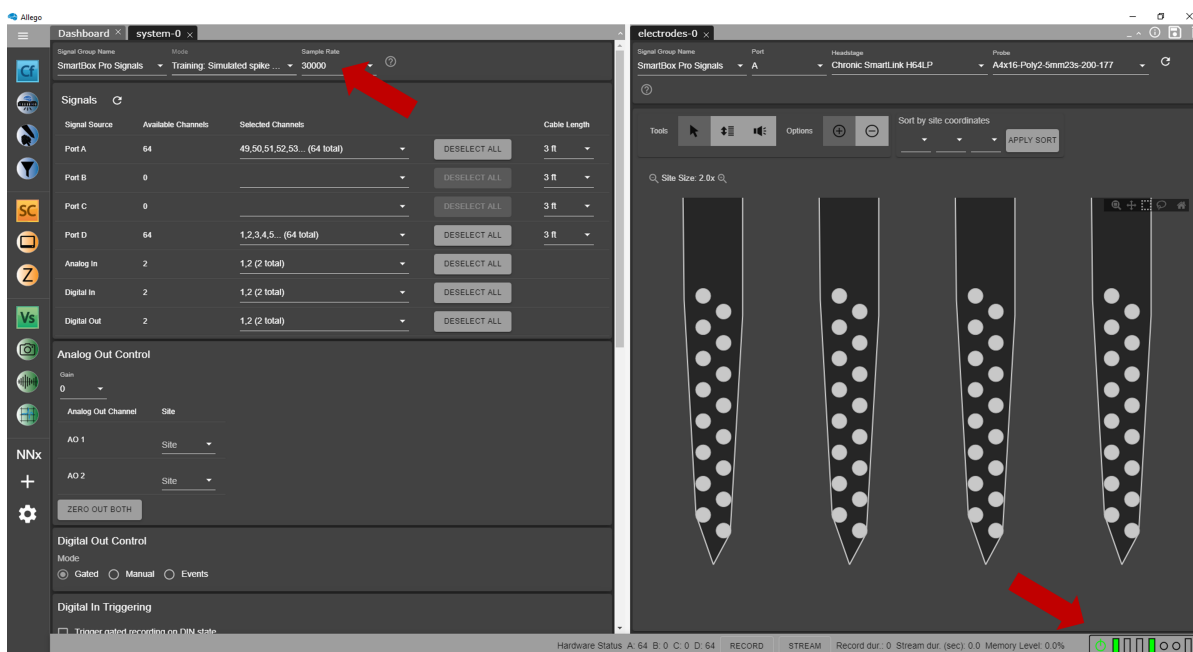 Allego
Dashboard × system-0 ×
Signal Group Name Mode Sample Rate
SmartBox Pro Signals Training: Simulated spike ... 30000
Signals
Signal Source Available Channels Selected Channels Cable Length
Port A 64 49,50,51,52,53... (64 total) DESELECT ALL 3 ft
Port B 0 DESELECT ALL 3 ft
Port C 0 DESELECT ALL 3 ft
Port D 64 1,2,3,4,5... (64 total) DESELECT ALL 3 ft
Analog In 2 1,2 (2 total) DESELECT ALL
Digital In 2 1,2 (2 total) DESELECT ALL
Digital Out 2 1,2 (2 total) DESELECT ALL
Analog Out Control
Gain
0
Analog Out Channel Site
AO 1 Site
AO 2 Site
ZERO OUT BOTH
Digital Out Control
Mode
Gated Manual Events
Digital In Triggering
Trigger gated recording on DIN state
Cf
SC
Z
Vs
NNx
electrodes-0 ×
Signal Group Name Port Headstage Probe
SmartBox Pro Signals A Chronic SmartLink H64LP A4x16-Poly2-5mm23s-200-177
Tools Options Sort by site coordinates
APPLY SORT
Site Size: 2.0x
Hardware Status A: 64 B: 0 C: 0 D: 64 RECORD STREAM Record dur.: 0 Stream dur. (sec): 0.0 Memory Level: 0.0%